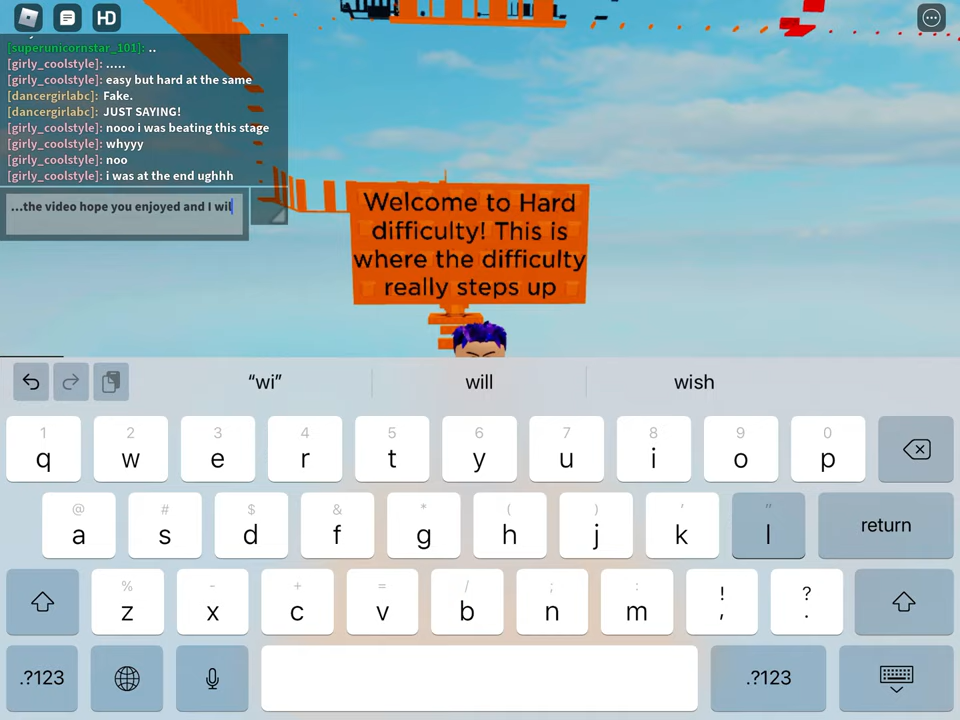 HD
[superunicornstar_101]: ..
[girly_coolstyle]: .....
[girly_coolstyle]: easy but hard at the same
[dancergirlabc]: Fake.
[dancergirlabc]: JUST SAYING!
[girly_coolstyle]: nooo i was beating this stage
[girly_coolstyle]: whyyy
[girly_coolstyle]: noo
[girly_coolstyle]: i was at the end ughhh
...the video hope you enjoyed and I wil
Welcome to Hard
difficulty! This is
where the difficulty
really steps up
“wi” will wish
1 2 3 4 5 6 7 8 9 0
q w e r t y u i o p
@ # $ & * ( ) ' "
a s d f g h j k l return
% - + = / ; : ! ?
z x c v b n m , .
.?123 .?123